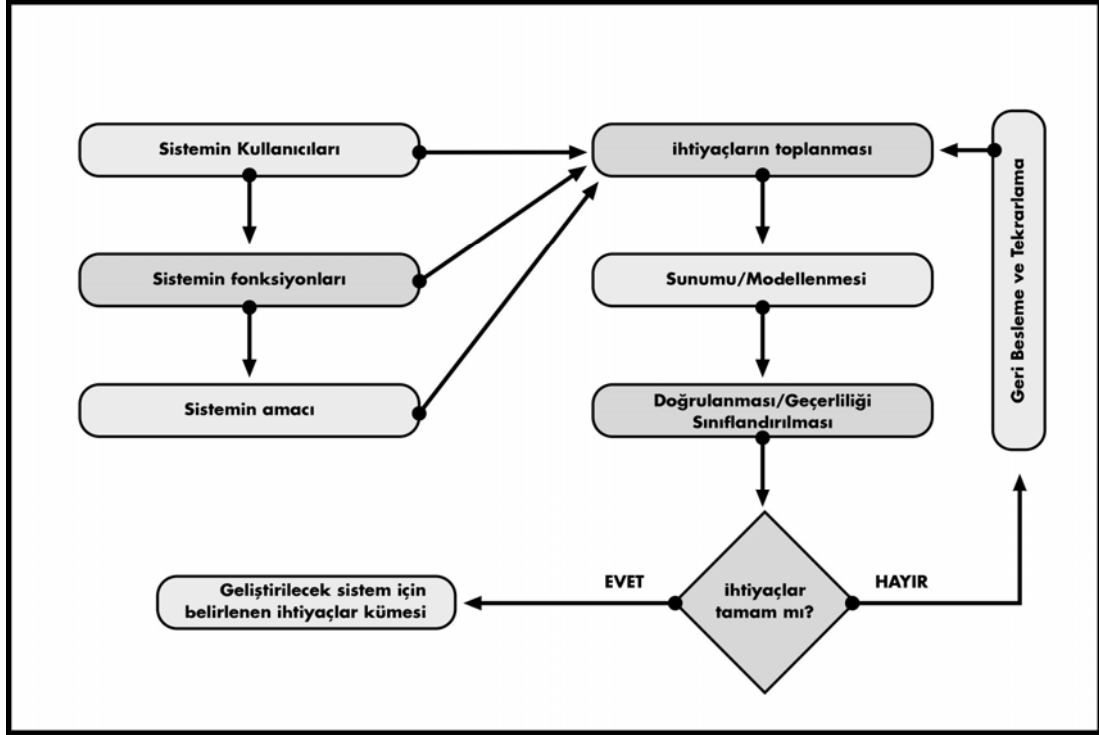 Sistemin Kullanıcıları
Sistemin fonksiyonları
Sistemin amacı
ihtiyaçların toplanması
Sunumu/Modellenmesi
Doğrulanması/Geçerliliği
Sınıflandırılması
ihtiyaçlar
tamam mı?
EVET
HAYIR
Geliştirilecek sistem için
belirlenen ihtiyaçlar kümesi
Geri Besleme ve Tekrarlama